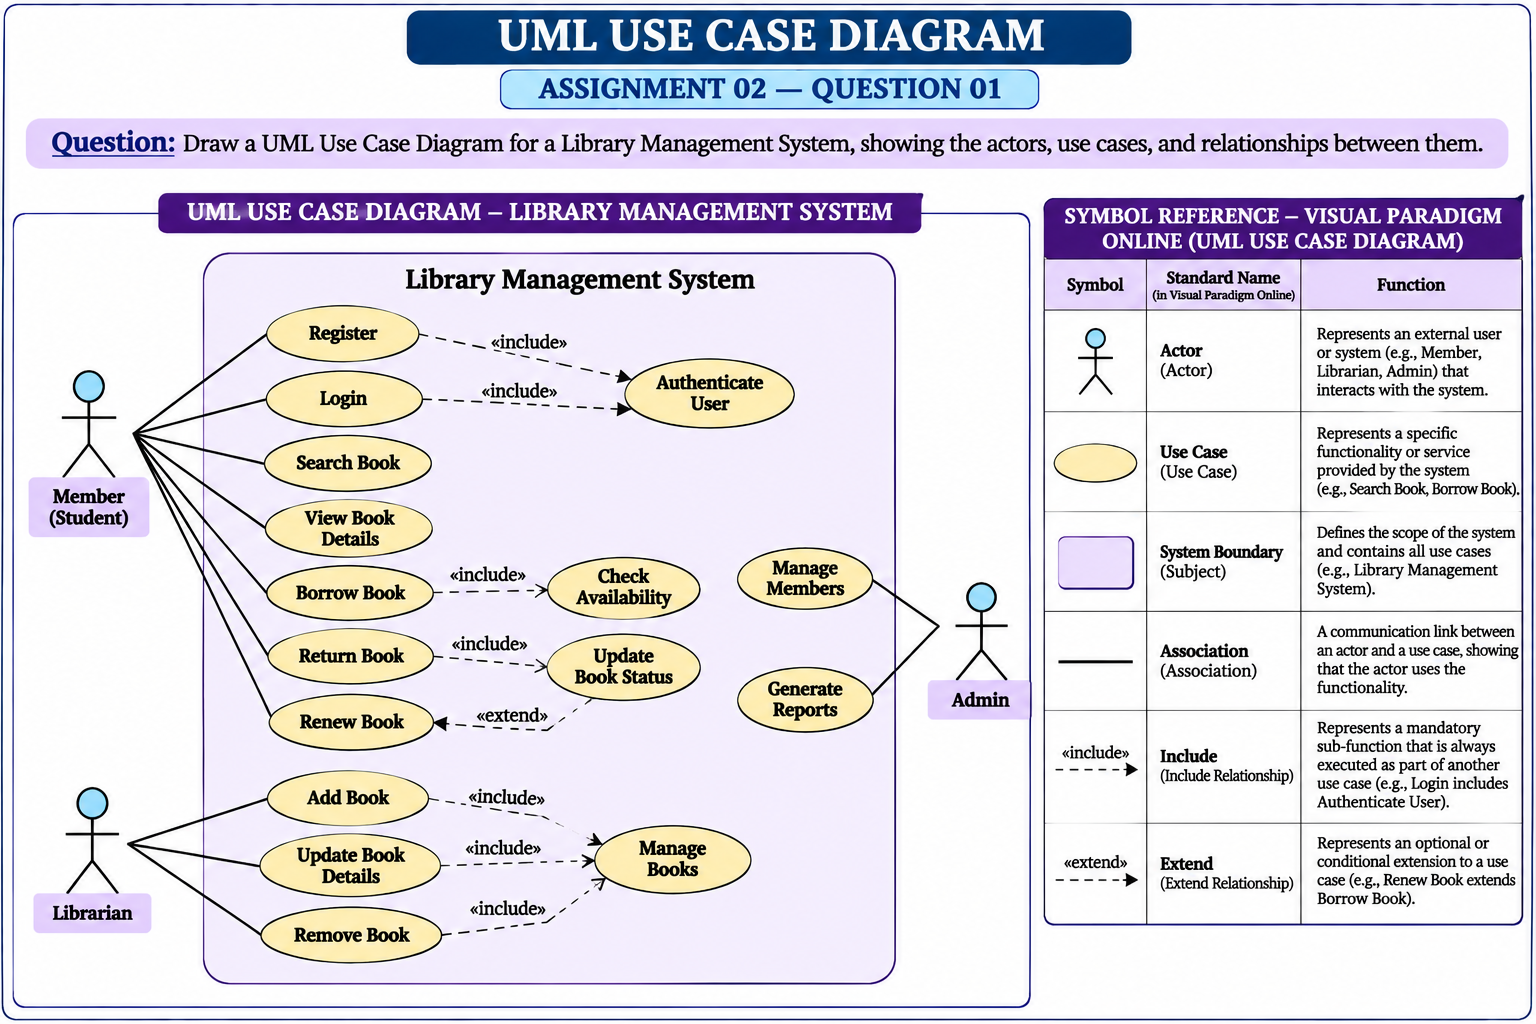 UML USE CASE DIAGRAM
ASSIGNMENT 02 — QUESTION 01
Question: Draw a UML Use Case Diagram for a Library Management System, showing the actors, use cases, and relationships between them.
UML USE CASE DIAGRAM – LIBRARY MANAGEMENT SYSTEM
Library Management System
Register
«include»
Authenticate
User
Login
«include»
Search Book
Member
(Student)
View Book
Details
Borrow Book
«include»
Check
Availability
Manage
Members
Return Book
«include»
Update
Book Status
Generate
Reports
Admin
Renew Book
«extend»
Add Book
«include»
Update Book
Details
«include»
Manage
Books
Librarian
Remove Book
«include»
SYMBOL REFERENCE – VISUAL PARADIGM
ONLINE (UML USE CASE DIAGRAM)
Symbol
Standard Name
(in Visual Paradigm Online)
Function
Actor
(Actor)
Represents an external user
or system (e.g., Member,
Librarian, Admin) that
interacts with the system.
Use Case
(Use Case)
Represents a specific
functionality or service
provided by the system
(e.g., Search Book, Borrow Book).
System Boundary
(Subject)
Defines the scope of the system
and contains all use cases
(e.g., Library Management
System).
Association
(Association)
A communication link between
an actor and a use case, showing
that the actor uses the
functionality.
«include»
Include
(Include Relationship)
Represents a mandatory
sub-function that is always
executed as part of another
use case (e.g., Login includes
Authenticate User).
«extend»
Extend
(Extend Relationship)
Represents an optional or
conditional extension to a use
case (e.g., Renew Book extends
Borrow Book).